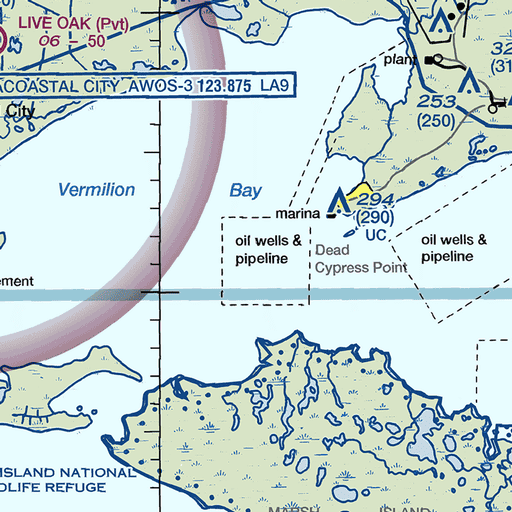 LIVE OAK (Pvt)
06 - 50
plant
ACOASTAL CITY AWOS-3 123.875 LA9
City
253
(250)
32
(31
Vermilion Bay
marina
294
(290)
UC
oil wells &
pipeline
Dead
Cypress Point
oil wells &
pipeline
ement
ISLAND NATIONAL
DLIFE REFUGE
MARSH ISLAND